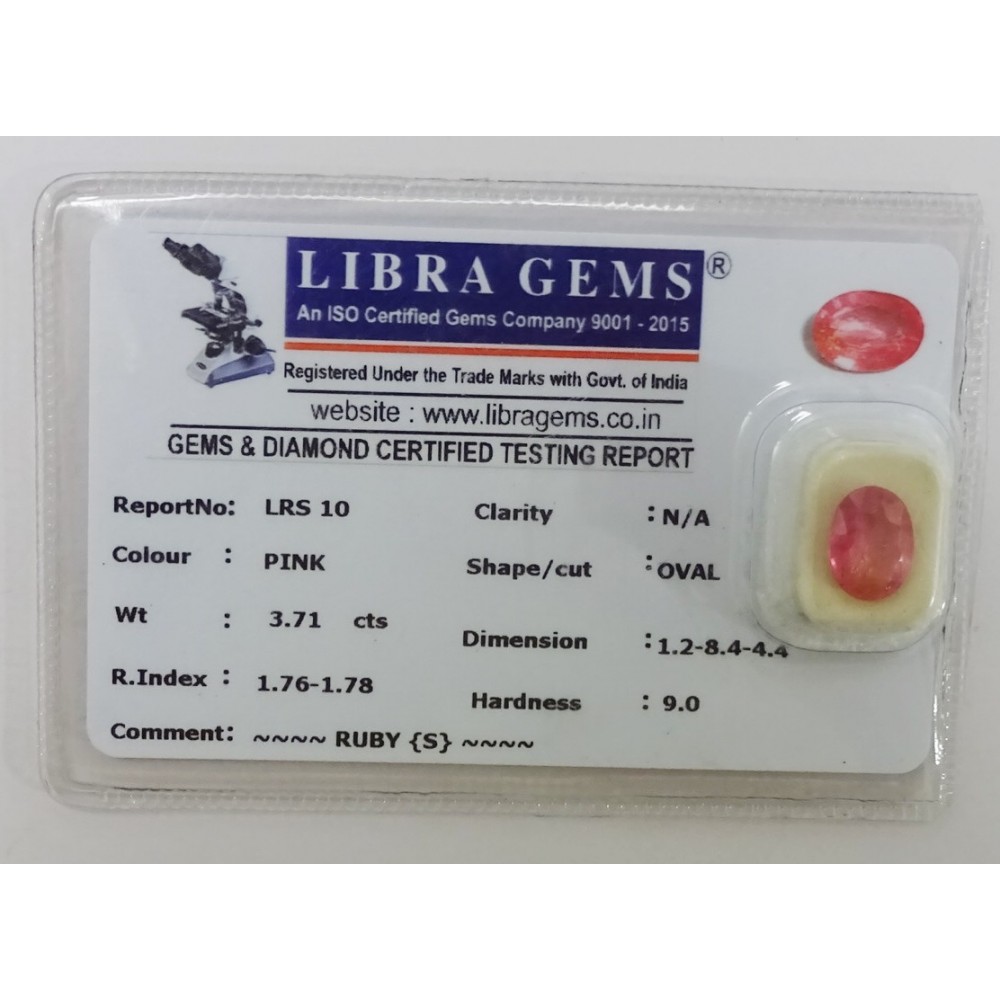 LIBRA GEMS ®
An ISO Certified Gems Company 9001 - 2015
Registered Under the Trade Marks with Govt. of India
website : www.libragems.co.in
GEMS & DIAMOND CERTIFIED TESTING REPORT
ReportNo: LRS 10
Colour : PINK
Wt : 3.71 cts
R.Index : 1.76-1.78
Comment: ~~~~ RUBY {S} ~~~~
Clarity : N/A
Shape/cut : OVAL
Dimension : 1.2-8.4-4.4
Hardness : 9.0